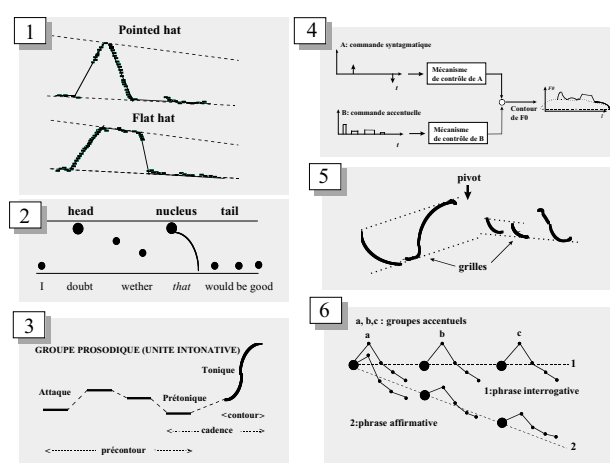 1
Pointed hat
Flat hat
2
head nucleus tail
I doubt wether that would be good
3
GROUPE PROSODIQUE (UNITE INTONATIVE)
Tonique
Attaque
Prétonique
<contour>
cadence
précontour
4
A: commande syntagmatique
t
Mécanisme
de contrôle de A
B: commande accentuelle
t
Mécanisme
de contrôle de B
Contour
de F0
F0
t
5
pivot
grilles
6
a, b,c : groupes accentuels
a b c
1
1:phrase interrogative
2:phrase affirmative
2